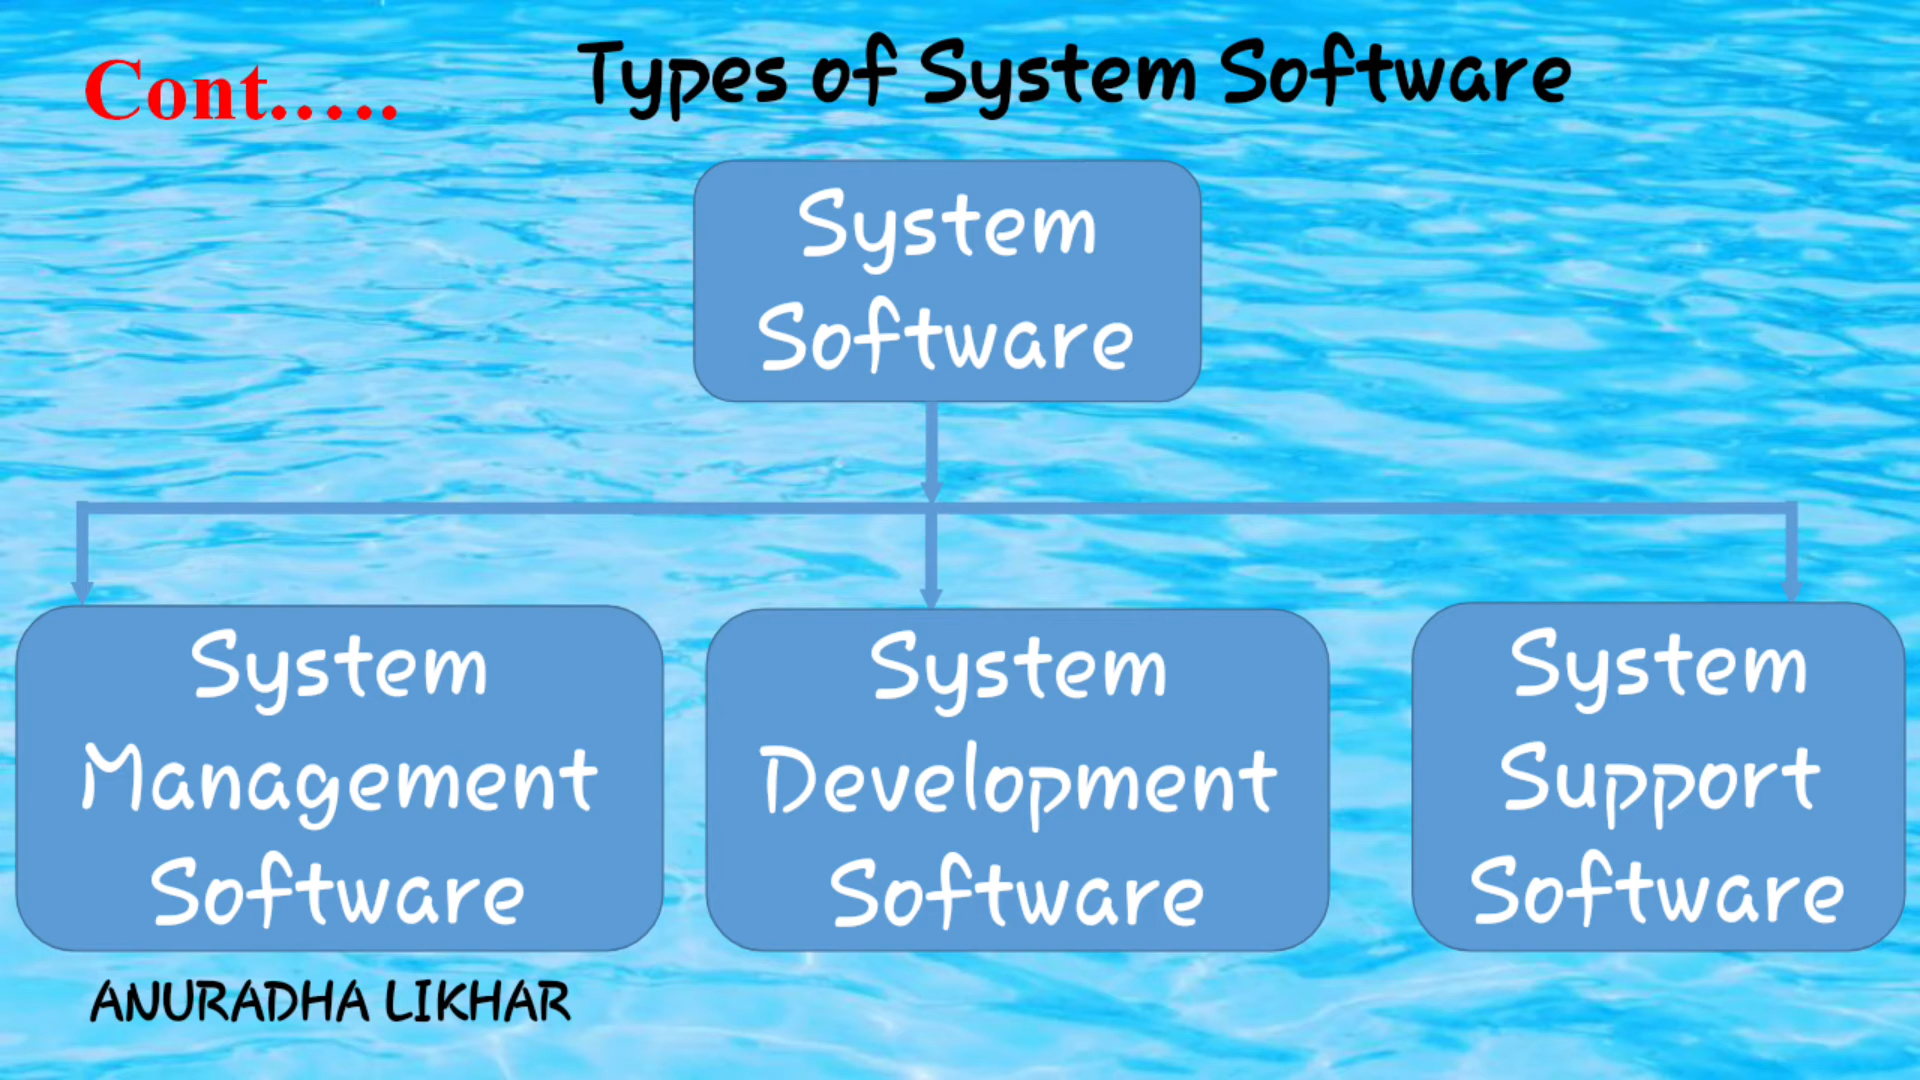 Cont.....
Types of System Software
System
Software
System
Management
Software
System
Development
Software
System
Support
Software
ANURADHA LIKHAR